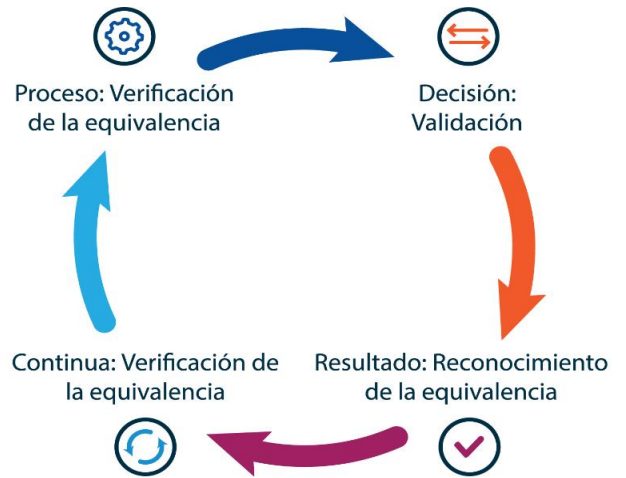 Proceso: Verificación
de la equivalencia
Decisión:
Validación
Continua: Verificación de
la equivalencia
Resultado: Reconocimiento
de la equivalencia